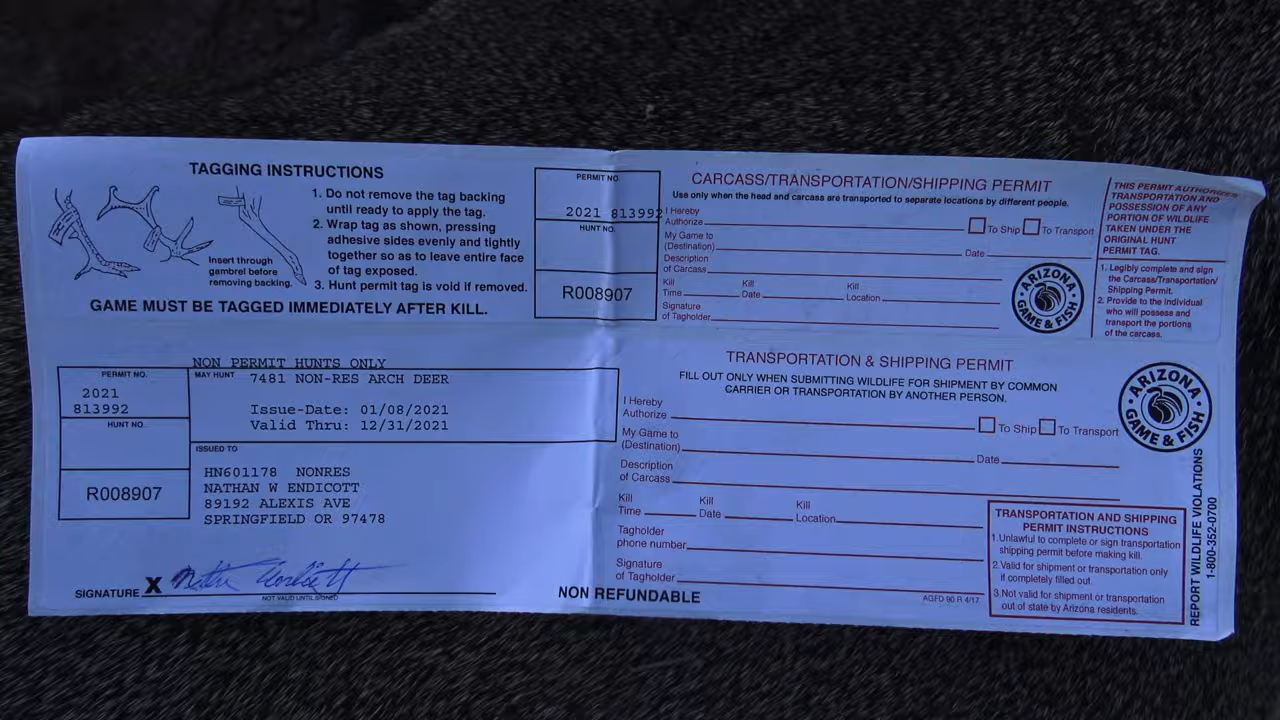 TAGGING INSTRUCTIONS
1. Do not remove the tag backing
until ready to apply the tag.
2. Wrap tag as shown, pressing
adhesive sides evenly and tightly
together so as to leave entire face
of tag exposed.
3. Hunt permit tag is void if removed.
Insert through
gambrel before
removing backing.
GAME MUST BE TAGGED IMMEDIATELY AFTER KILL.
PERMIT NO.
2021 813992
HUNT NO.
R008907
CARCASS/TRANSPORTATION/SHIPPING PERMIT
Use only when the head and carcass are transported to separate locations by different people.
I Hereby
Authorize
To Ship To Transport
My Game to
(Destination) Date
Description
of Carcass
Kill Kill Kill
Time Date Location
Signature
of Tagholder
ARIZONA
GAME & FISH
THIS PERMIT AUTHORIZES
TRANSPORTATION AND
POSSESSION OF ANY
PORTION OF WILDLIFE
TAKEN UNDER THE
ORIGINAL HUNT
PERMIT TAG.
1. Legibly complete and sign
the Carcass/Transportation/
Shipping Permit.
2. Provide to the individual
who will possess and
transport the portions
of the carcass.
NON PERMIT HUNTS ONLY
PERMIT NO.
2021
813992
HUNT NO.
R008907
MAY HUNT 7481 NON-RES ARCH DEER
Issue-Date: 01/08/2021
Valid Thru: 12/31/2021
ISSUED TO
HN601178 NONRES
NATHAN W ENDICOTT
89192 ALEXIS AVE
SPRINGFIELD OR 97478
SIGNATURE X
NOT VALID UNTIL SIGNED
NON REFUNDABLE
TRANSPORTATION & SHIPPING PERMIT
FILL OUT ONLY WHEN SUBMITTING WILDLIFE FOR SHIPMENT BY COMMON
CARRIER OR TRANSPORTATION BY ANOTHER PERSON.
I Hereby
Authorize
To Ship To Transport
My Game to
(Destination) Date
Description
of Carcass
Kill Kill Kill
Time Date Location
Tagholder
phone number
Signature
of Tagholder
AGFD 90 R 4/17
ARIZONA
GAME & FISH
TRANSPORTATION AND SHIPPING
PERMIT INSTRUCTIONS
1.Unlawful to complete or sign transportation
shipping permit before making kill.
2.Valid for shipment or transportation only
if completely filled out.
3.Not valid for shipment or transportation
out of state by Arizona residents.
REPORT WILDLIFE VIOLATIONS
1-800-352-0700